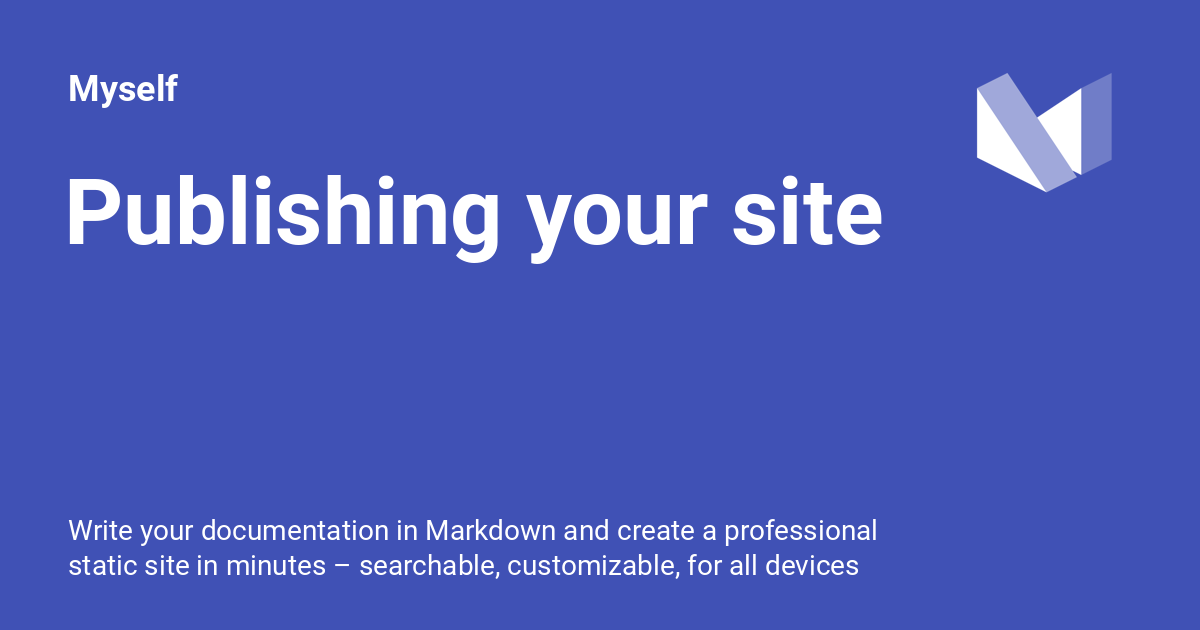 Myself
Publishing your site
Write your documentation in Markdown and create a professional
static site in minutes – searchable, customizable, for all devices